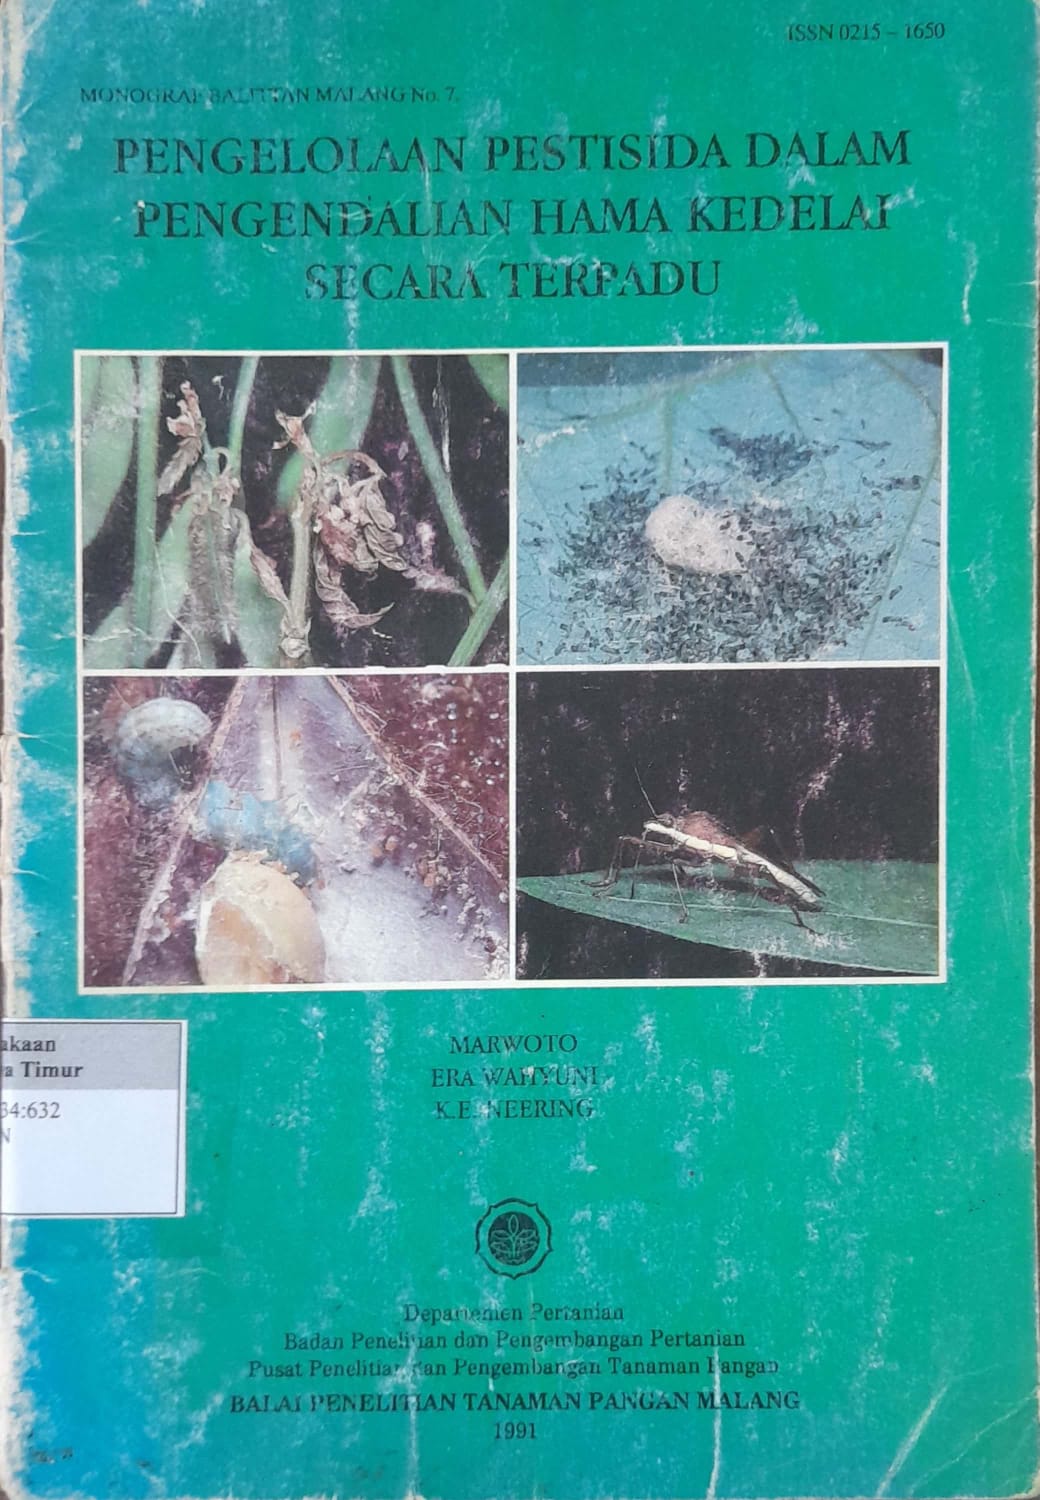 ISSN 0215 – 1650
MONOGRAF BALITTAN MALANG No. 7.
PENGELOLAAN PESTISIDA DALAM
PENGENDALIAN HAMA KEDELAI
SECARA TERPADU
MARWOTO
ERA WAHYUNI
K.E. NEERING
akaan
a Timur
34:632
N
Departemen Pertanian
Badan Penelitian dan Pengembangan Pertanian
Pusat Penelitian dan Pengembangan Tanaman Pangan
BALAI PENELITIAN TANAMAN PANGAN MALANG
1991